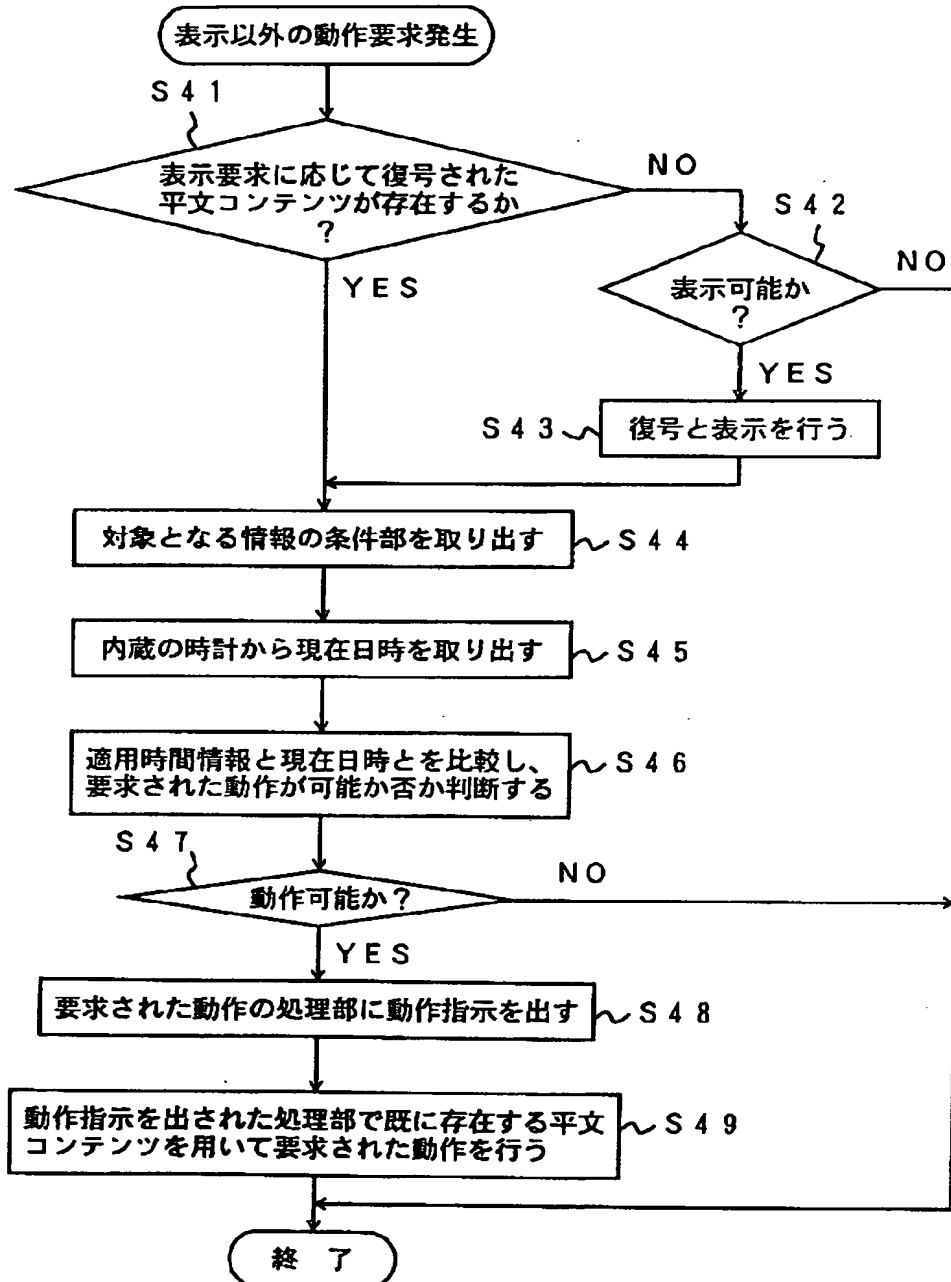 表示以外の動作要求発生
S41
表示要求に応じて復号された
平文コンテンツが存在するか
?
NO
YES
S42
表示可能か
?
NO
YES
S43
復号と表示を行う
対象となる情報の条件部を取り出す
S44
内蔵の時計から現在日時を取り出す
S45
適用時間情報と現在日時とを比較し、
要求された動作が可能か否か判断する
S46
S47
動作可能か?
NO
YES
要求された動作の処理部に動作指示を出す
S48
動作指示を出された処理部で既に存在する平文
コンテンツを用いて要求された動作を行う
S49
終 了